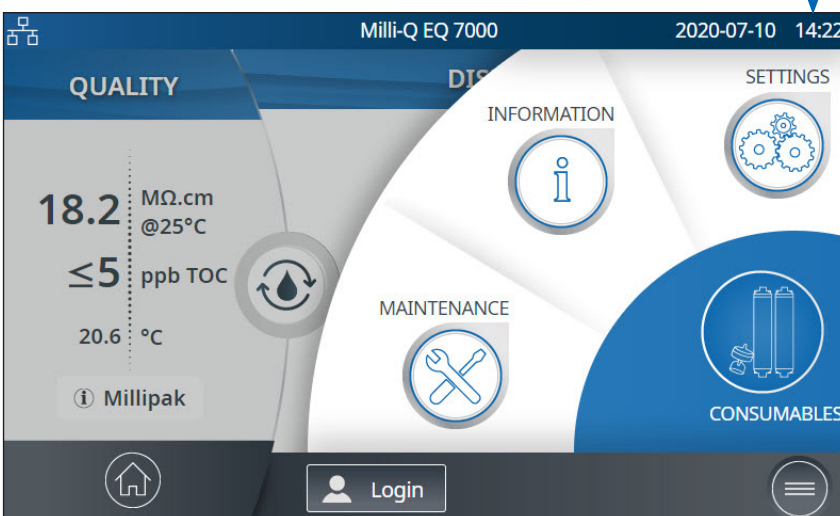 Milli-Q EQ 7000
2020-07-10 14:22
QUALITY
DIS
INFORMATION
SETTINGS
18.2 MΩ.cm
@25°C
≤5 ppb TOC
20.6 °C
i Millipak
MAINTENANCE
CONSUMABLES
Login